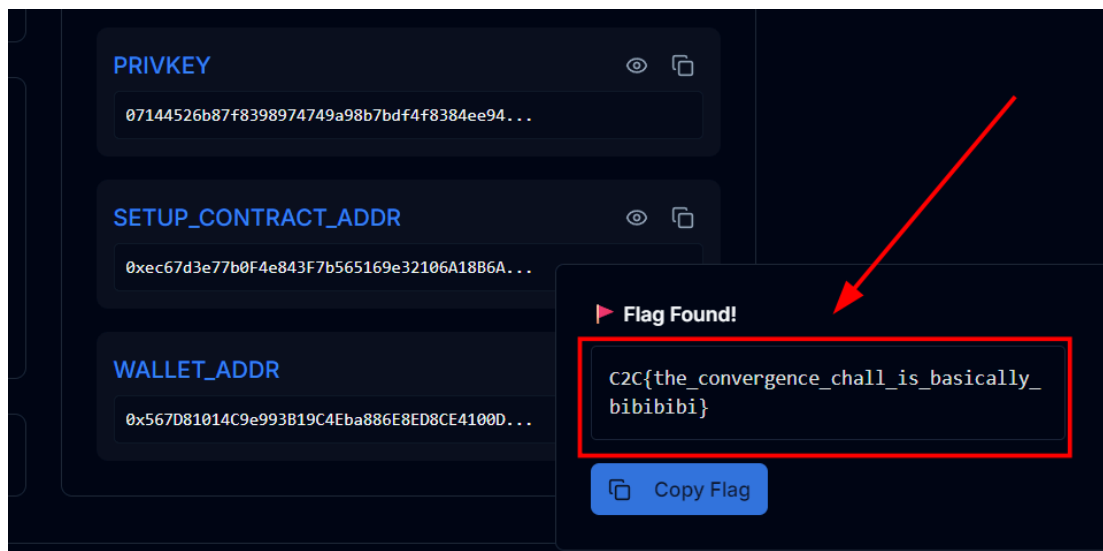 PRIVKEY
07144526b87f8398974749a98b7bdf4f8384ee94...
SETUP_CONTRACT_ADDR
0xec67d3e77b0F4e843F7b565169e32106A18B6A...
WALLET_ADDR
0x567D81014C9e993B19C4Eba886E8ED8CE4100D...
Flag Found!
C2C{the_convergence_chall_is_basically_
bibibibi}
Copy Flag